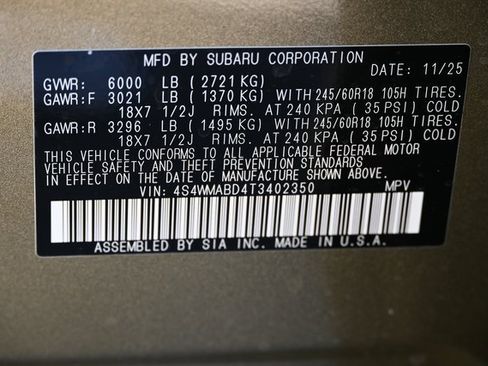 MFD BY SUBARU CORPORATION
DATE: 11/25
GVWR: 6000 LB (2721 KG)
GAWR:F 3021 LB (1370 KG) WITH 245/60R18 105H TIRES.
18X7 1/2J RIMS. AT 240 KPA (35 PSI) COLD
GAWR:R 3296 LB (1495 KG) WITH 245/60R18 105H TIRES.
18X7 1/2J RIMS. AT 240 KPA (35 PSI) COLD
THIS VEHICLE CONFORMS TO ALL APPLICABLE FEDERAL MOTOR
VEHICLE SAFETY AND THEFT PREVENTION STANDARDS
IN EFFECT ON THE DATE OF MANUFACTURE SHOWN ABOVE.
VIN: 4S4WMABD4T3402350 MPV
ASSEMBLED BY SIA INC. MADE IN U.S.A.